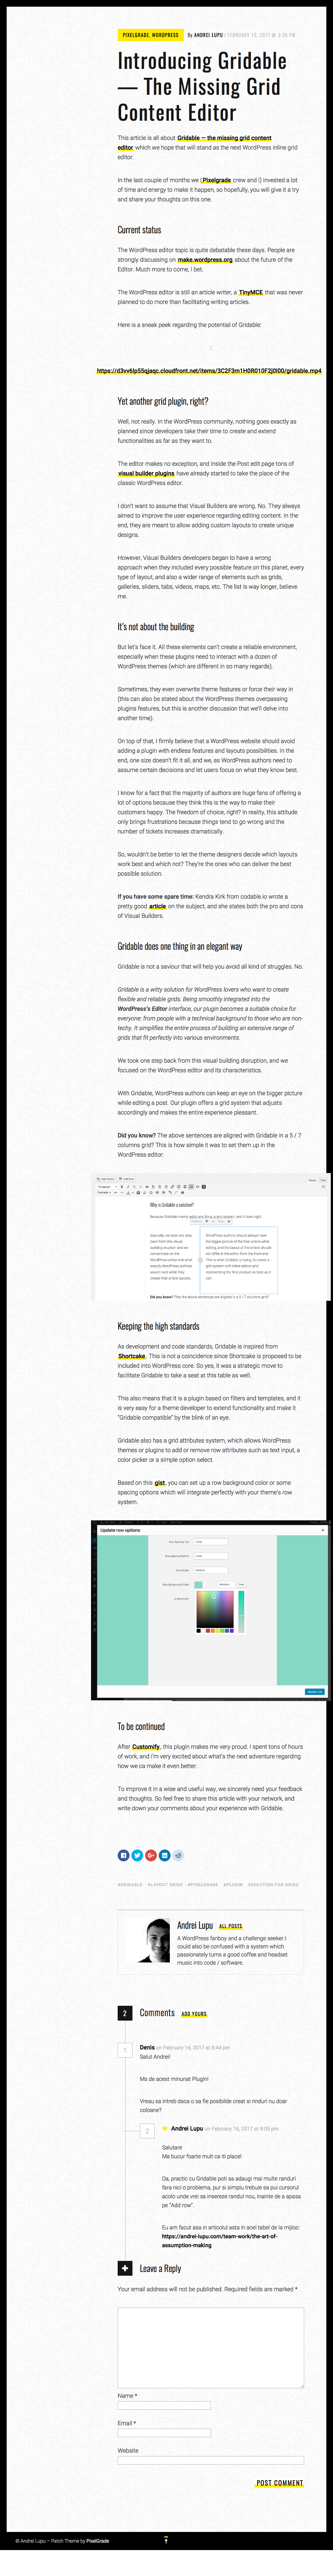 PIXELGRADE, WORDPRESS By ANDREI LUPU / FEBRUARY 10, 2017 @ 3:20 PM
Introducing Gridable
— The Missing Grid
Content Editor
This article is all about Gridable — the missing grid content
editor which we hope that will stand as the next WordPress inline grid
editor.
In the last couple of months we (Pixelgrade crew and I) invested a lot
of time and energy to make it happen, so hopefully, you will give it a try
and share your thoughts on this one.
Current status
The WordPress editor topic is quite debatable these days. People are
strongly discussing on make.wordpress.org about the future of the
Editor. Much more to come, I bet.
The WordPress editor is still an article writer, a TinyMCE that was never
planned to do more than facilitating writing articles.
Here is a sneak peek regarding the potential of Gridable:
Yet another grid plugin, right?
Well, not really. In the WordPress community, nothing goes exactly as
planned since developers take their time to create and extend
functionalities as far as they want to.
The editor makes no exception, and inside the Post edit page tons of
visual builder plugins have already started to take the place of the
classic WordPress editor.
I don't want to assume that Visual Builders are wrong. No. They always
aimed to improve the user experience regarding editing content. In the
end, they are meant to allow adding custom layouts to create unique
designs.
However, Visual Builders developers began to have a wrong
approach when they included every possible feature on this planet, every
type of layout, and also a wider range of elements such as grids,
galleries, sliders, tabs, videos, maps, etc. The list is way longer, believe
me.
It's not about the building
But let's face it. All these elements can't create a reliable environment,
especially when these plugins need to interact with a dozen of
WordPress themes (which are different in so many regards).
Sometimes, they even overwrite theme features or force their way in
(this can also be stated about the WordPress themes overpassing
plugins features, but this is another discussion that we'll delve into
another time).
On top of that, I firmly believe that a WordPress website should avoid
adding a plugin with endless features and layouts possibilities. In the
end, one size doesn't fit it all, and we, as WordPress authors need to
assume certain decisions and let users focus on what they know best.
I know for a fact that the majority of authors are huge fans of offering a
lot of options because they think this is the way to make their
customers happy. The freedom of choice, right? In reality, this attitude
only brings frustrations because things tend to go wrong and the
number of tickets increases dramatically.
So, wouldn't be better to let the theme designers decide which layouts
work best and which not? They're the ones who can deliver the best
possible solution.
If you have some spare time: Kendra Kirk from codable.io wrote a
pretty good article on the subject, and she states both the pro and cons
of Visual Builders.
Gridable does one thing in an elegant way
Gridable is not a saviour that will help you avoid all kind of struggles. No.
Gridable is a witty solution for WordPress lovers who want to create
flexible and reliable grids. Being smoothly integrated into the
WordPress's Editor interface, our plugin becomes a suitable choice for
everyone: from people with a technical background to those who are non-
techy. It simplifies the entire process of building an extensive range of
grids that fit perfectly into various environments.
We took one step back from this visual building disruption, and we
focused on the WordPress editor and its characteristics.
With Gridable, WordPress authors can keep an eye on the bigger picture
while editing a post. Our plugin offers a grid system that adjusts
accordingly and makes the entire experience pleasant.
Did you know? The above sentences are aligned with Gridable in a 5 / 7
columns grid? This is how simple it was to set them up in the
WordPress editor:
Why is Gridable a solution?
Did you know? That the above sentences are aligned in a 5 / 7 columns grid?
Keeping the high standards
As development and code standards, Gridable is inspired from
Shortcake. This is not a coincidence since Shortcake is proposed to be
included into WordPress core. So yes, it was a strategic move to
facilitate Gridable to take a seat at this table as well.
This also means that it is a plugin based on filters and templates, and it
is very easy for a theme developer to extend functionality and make it
"Gridable compatible" by the blink of an eye.
Gridable also has a grid attributes system, which allows WordPress
themes or plugins to add or remove row attributes such as text input, a
color picker or a simple option select.
Based on this gist, you can set up a row background color or some
spacing options which will integrate perfectly with your theme's row
system.
Update row options
To be continued
After Customify, this plugin makes me very proud. I spent tons of hours
of work, and I'm very excited about what's the next adventure regarding
how we ca make it even better.
To improve it in a wise and useful way, we sincerely need your feedback
and thoughts. So feel free to share this article with your network, and
write down your comments about your experience with Gridable.
#GRIDABLE #LAYOUT GRIDS #PIXELGRADE #PLUGIN #SOLUTION FOR GRIDS
Andrei Lupu ALL POSTS
A WordPress fanboy and a challenge seeker.I
could also be confused with a system which
passionately turns a god coffee and headset
music into code / software.
2 Comments ADD YOURS
1 Denis on February 16, 2017 at 8:44 pm
Salut Andrei!
Ms de acest minunat Plugin!
Vreau sa intreb daca o sa fie posibilde creat si rinduri nu doar
coloane?
2 Andrei Lupu on February 16, 2017 at 9:05 pm
Salutare.
Ma bucur foarte mult ca iti place!
Da, practic cu Gridable poti sa adaugi mai multe randuri
fara nici o problema, pur si simplu trebuie sa pui cursorul
acolo unde vrei sa insereze randul nou, inainte de a apasa
pe "Add row".
Eu am facut asa in articolul asta in acel tabel de la mijloc:
https://andrei-lupu.com/team-work/the-art-of-
assumption-making
Leave a Reply
Your email address will not be published. Required fields are marked *
Name *
Email *
Website
POST COMMENT
© Andrei Lupu – Patch Theme by PixelGrade